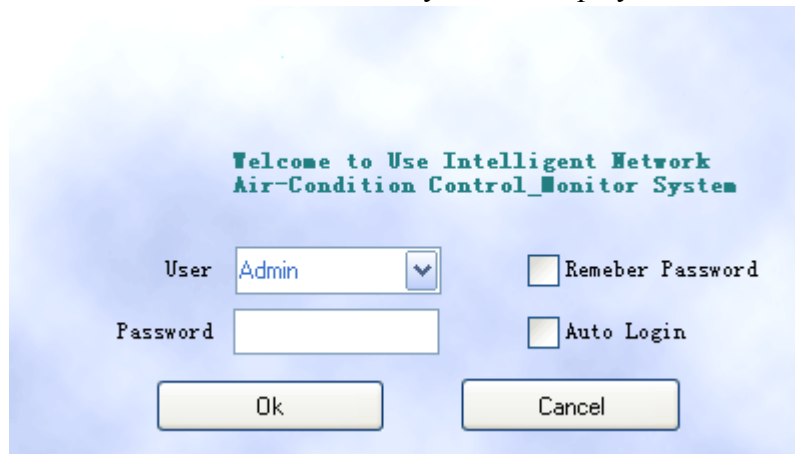 Welcome to Use Intelligent Network
Air-Condition Control_Monitor System
User Admin Remeber Password
Password Auto Login
Ok Cancel